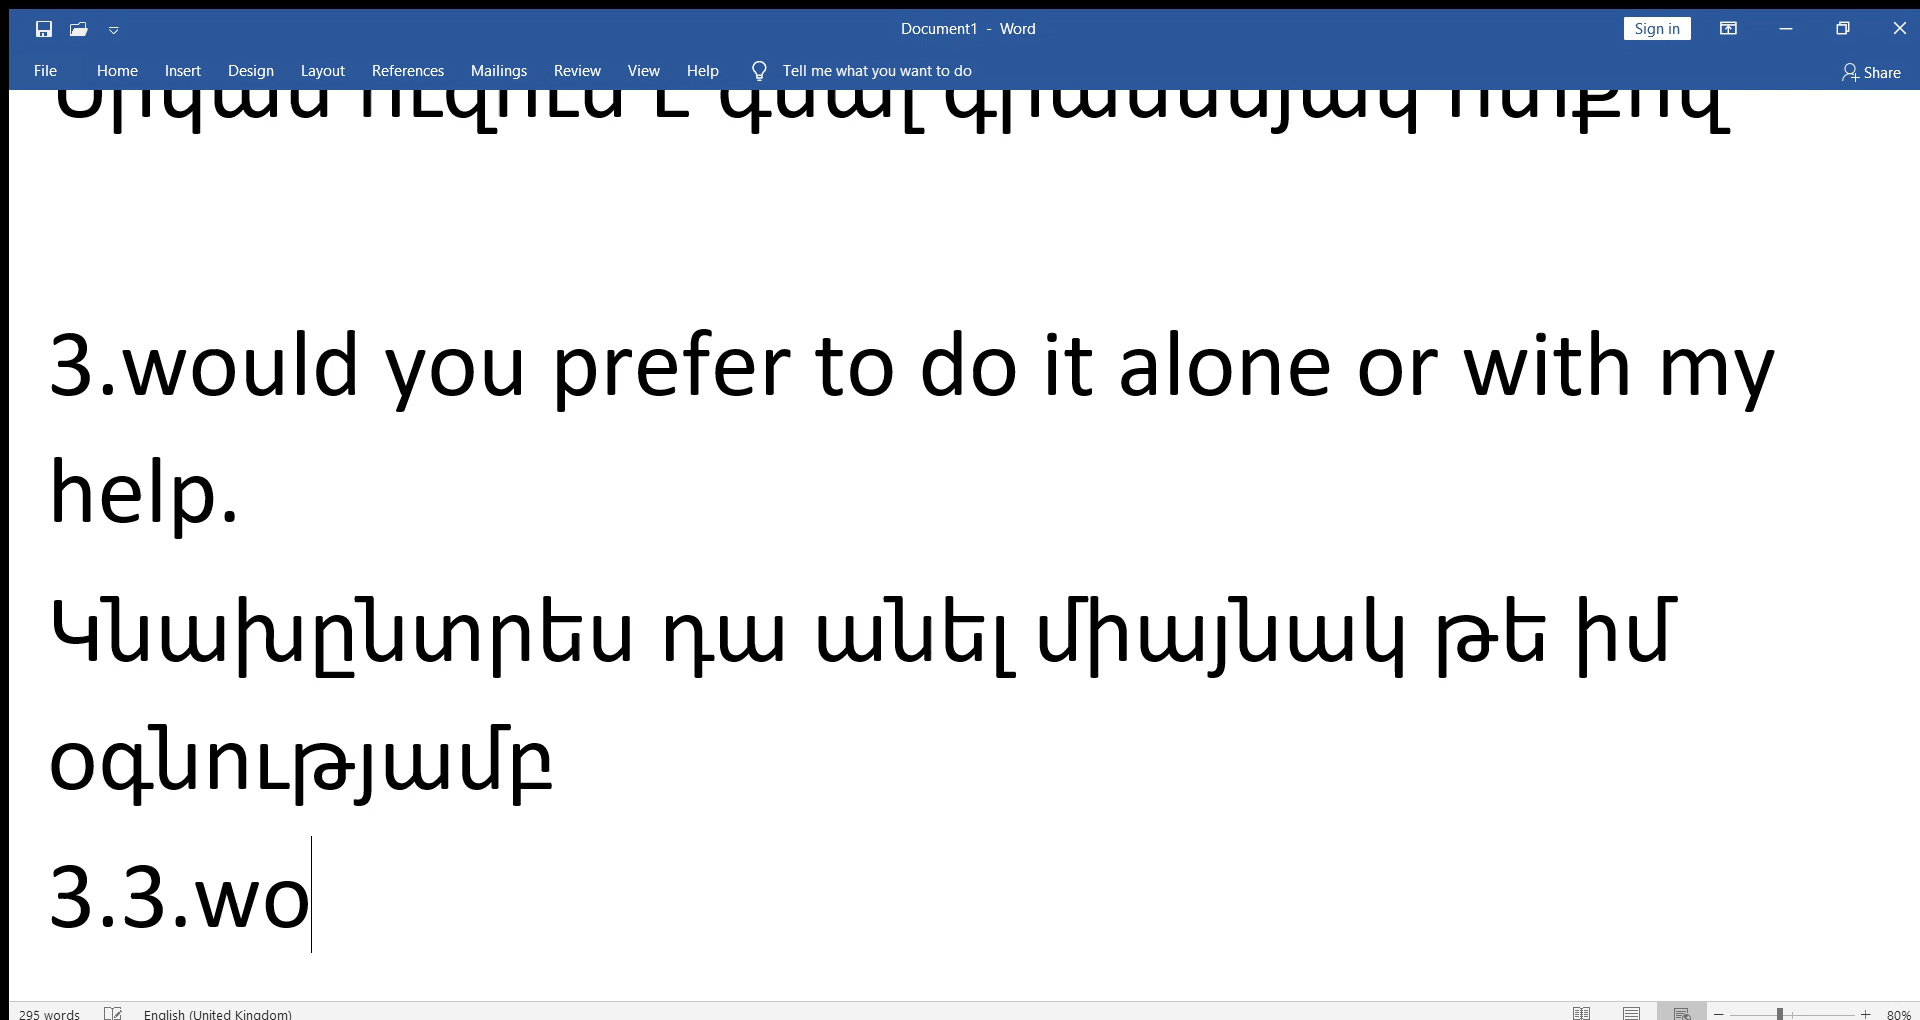 Document1 - Word
Sign in
File Home Insert Design Layout References Mailings Review View Help Tell me what you want to do
Share
3.would you prefer to do it alone or with my
help.
Կնախընտրես դա անել միայնակ թե իմ
օգնությամբ
3.3.wo
295 words English (United Kingdom) 80%